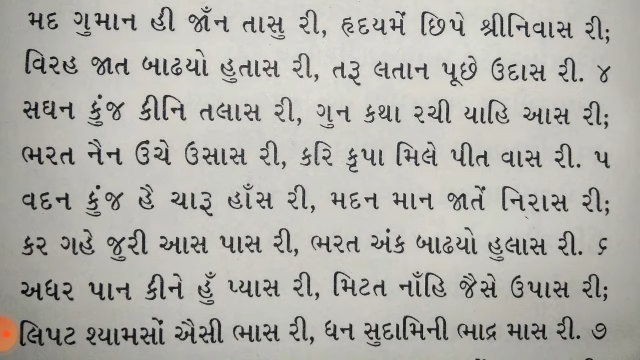 મદ ગુમાન હી જાઁન તાસુ રી, હૃદયમેં છિપે શ્રીનિવાસ રી;
વિરહ જાત બાઢયો હુતાસ રી, તરૂ લતાન પૂછે ઉદાસ રી. ૪
સઘન કુંજ કીનિ તલાસ રી, ગુન કથા રચી યાહિ આસ રી;
ભરત નૈન ઉંચે ઉસાસ રી, કરિ કૃપા મિલે પીત વાસ રી. ૫
વદન કુંજ હૈ ચારૂ હાઁસ રી, મદન માન જાતેં નિરાસ રી;
કર ગહે જુરી આસ પાસ રી, ભરત અંક બાઢયો હુલાસ રી. ૬
અધર પાન કીને હુઁ પ્યાસ રી, મિટત નાઁહિ જૈસે ઉપાસ રી;
લિપટ શ્યામસોં ઐસી ભાસ રી, ધન સુદામિની ભાદ્ર માસ રી. ૭